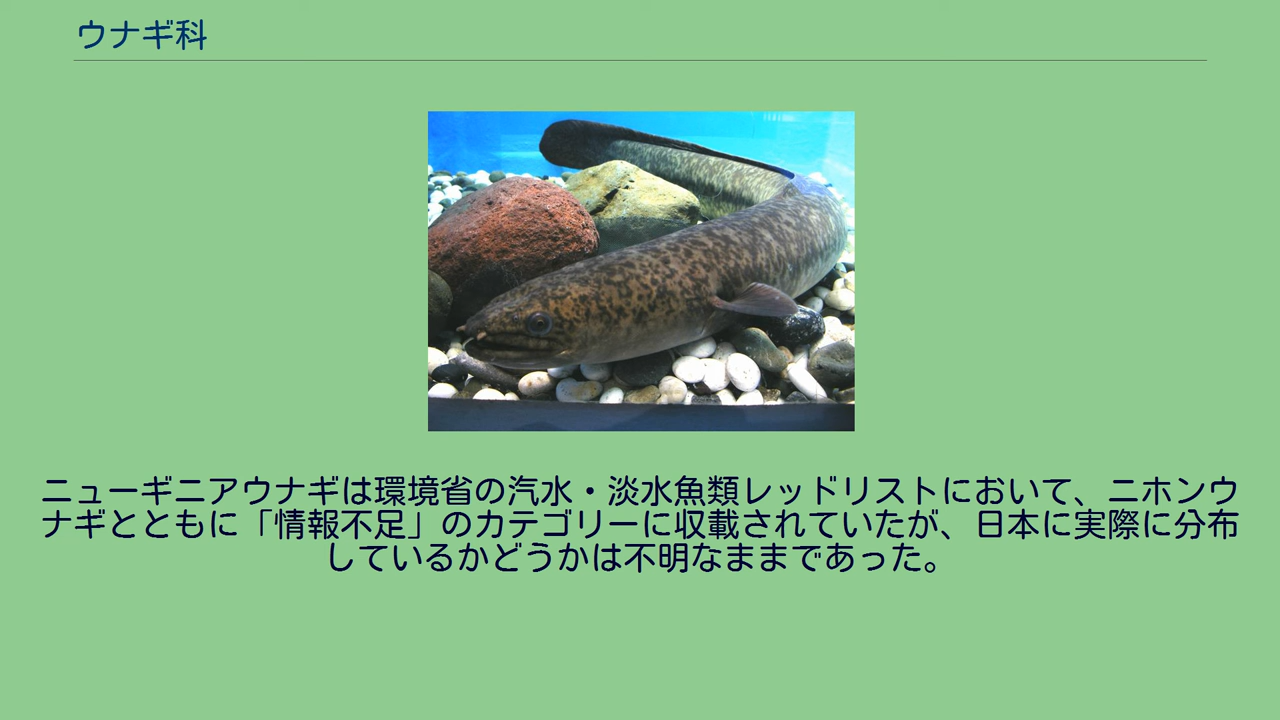 ウナギ科
ニューギニアウナギは環境省の汽水・淡水魚類レッドリストにおいて、ニホンウ
ナギとともに「情報不足」のカテゴリーに収載されていたが、日本に実際に分布
しているかどうかは不明なままであった。